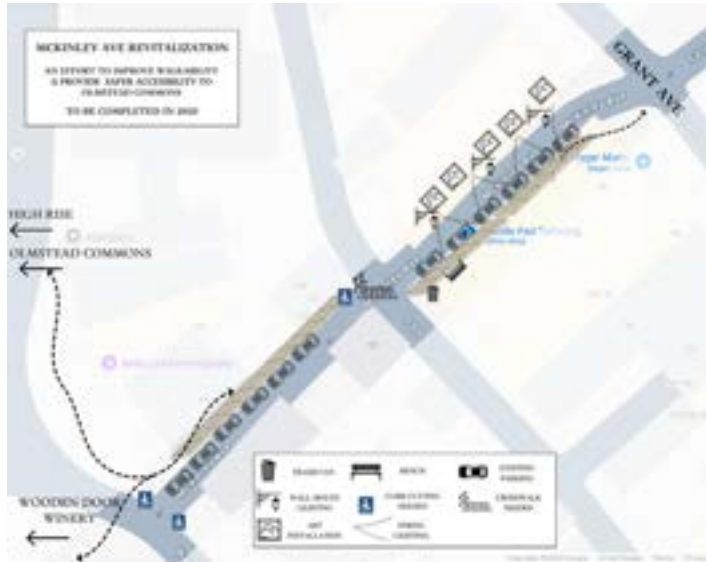 MCKINLEY AVE REVITALIZATION
AN EFFORT TO IMPROVE WALKABILITY
& PROVIDE SAFER ACCESSIBILITY TO
OLMSTEAD COMMONS
TO BE COMPLETED IN
GRANT AVE
HIGH RISE
OLMSTEAD COMMONS
WOODEN DOOR
WINERY
TRASH CAN
BENCH
EXISTING
PARKING
WALL MOUNT
LIGHTING
CURB CUTTING
NEEDED
CROSSWALK
NEEDED
ART
INSTALLATION
STRING
LIGHTING